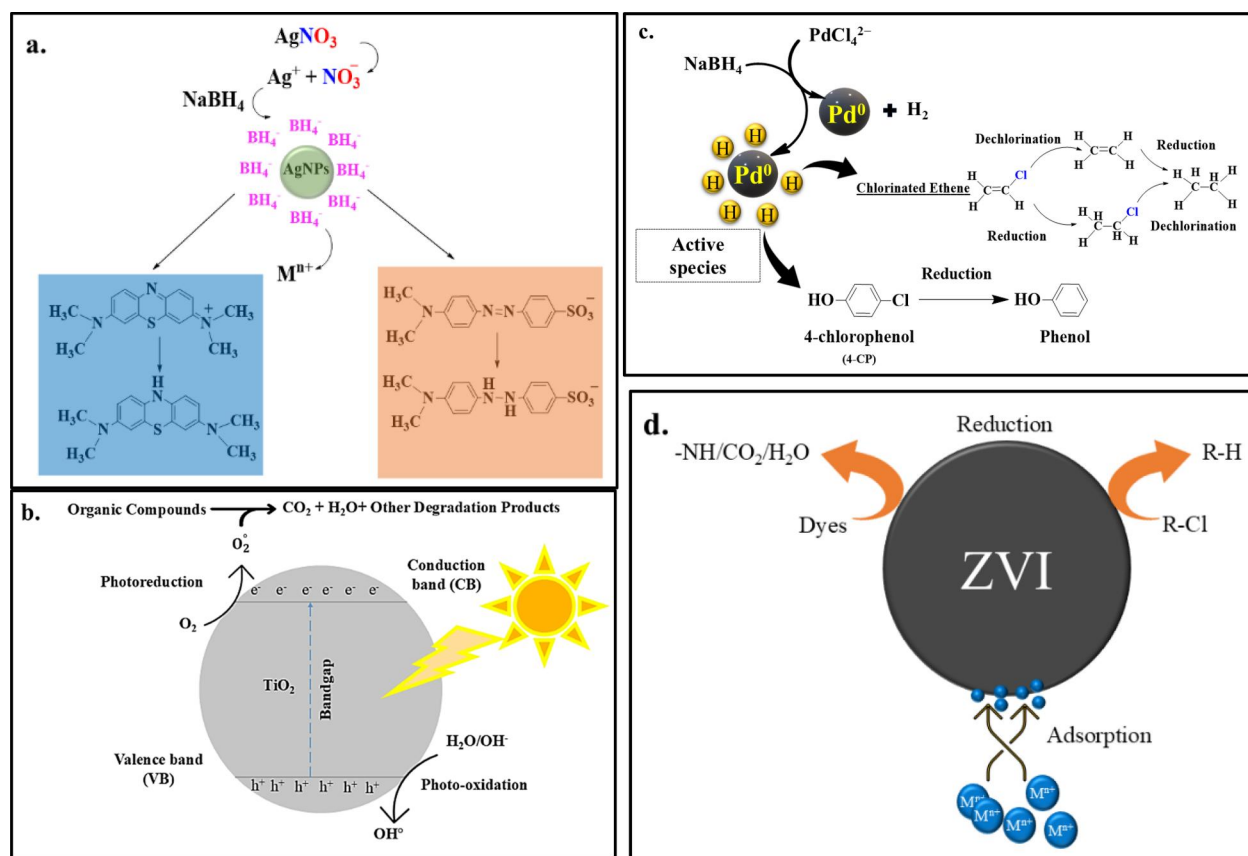 a.
AgNO₃
Ag⁺ + NO₃⁻
NaBH₄
BH₄⁻
BH₄⁻ BH₄⁻
BH₄⁻ AgNPs BH₄⁻
BH₄⁻ BH₄⁻
BH₄⁻
Mⁿ⁺
N
H₃C N S N⁺ CH₃
H₃C CH₃
H
N
H₃C N S N CH₃
H₃C CH₃
H₃C N N=N SO₃⁻
H₃C
H₃C N H N N H SO₃⁻
H₃C
b.
Organic Compounds CO₂ + H₂O+ Other Degradation Products
O₂°
Photoreduction
O₂
e⁻ e⁻ e⁻ e⁻ e⁻ e⁻
Conduction
band (CB)
TiO₂
Bandgap
Valence band
(VB)
h⁺ h⁺ h⁺ h⁺ h⁺ h⁺
H₂O/OH⁻
Photo-oxidation
OH°
c.
PdCl₄²⁻
NaBH₄
Pd⁰ + H₂
H H H H H H
Pd⁰
Active
species
Chlorinated Ethene
H H H Cl
Dechlorination
H H H H
Reduction
H H C C H H H H
Reduction
H H C C H Cl H H
Dechlorination
HO Cl
4-chlorophenol
(4-CP)
Reduction
HO
Phenol
d.
Reduction
-NH/CO₂/H₂O
Dyes
R-H
R-Cl
ZVI
Adsorption
Mⁿ⁺ Mⁿ⁺ Mⁿ⁺ Mⁿ⁺ Mⁿ⁺